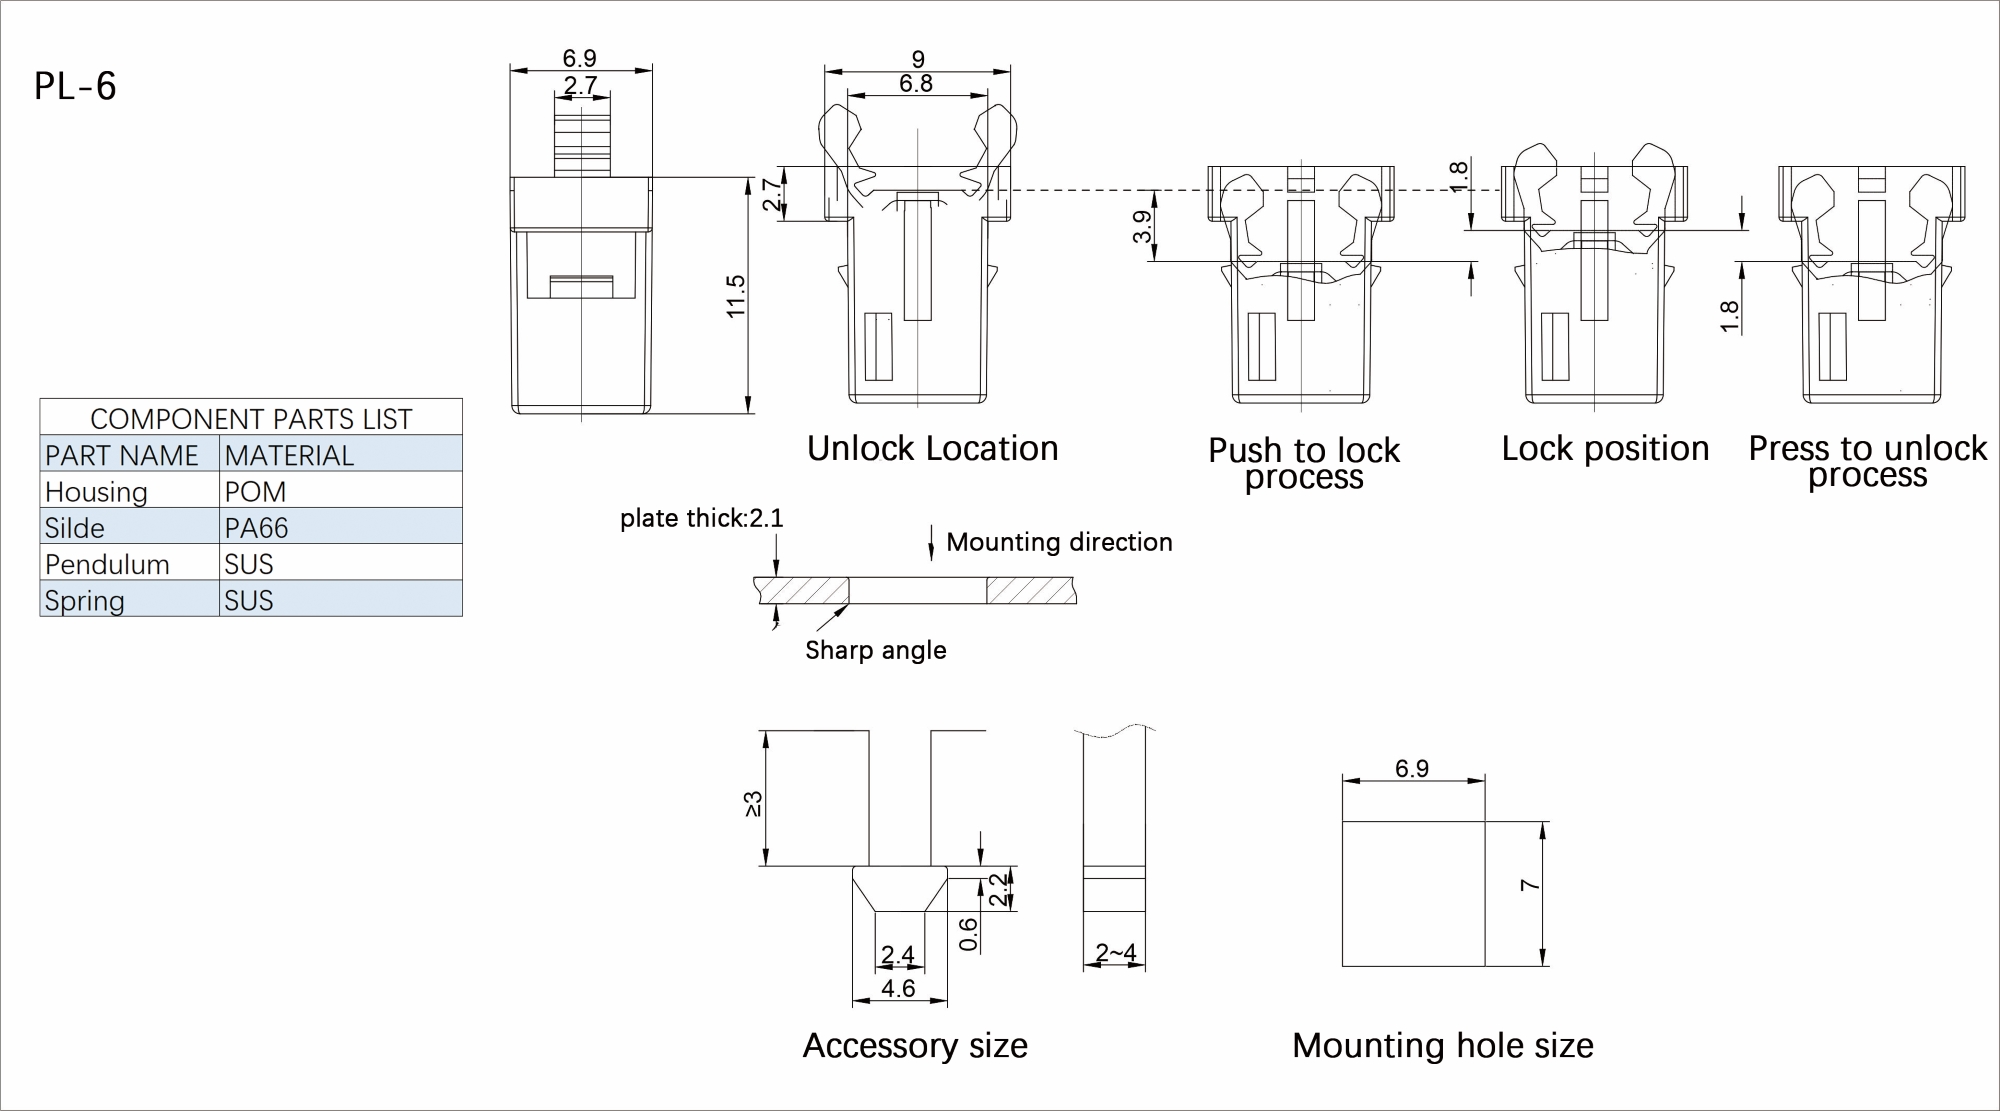 PL-6
6.9
2.7
11.5
9
6.8
2.7
3.9
1.8
1.8
Unlock Location
Push to lock
process
Lock position
Press to unlock
process
COMPONENT PARTS LIST
PART NAME MATERIAL
Housing POM
Silde PA66
Pendulum SUS
Spring SUS
plate thick:2.1
Mounting direction
Sharp angle
≥3
2.2
0.6
2.4
4.6
2~4
Accessory size
6.9
7
Mounting hole size